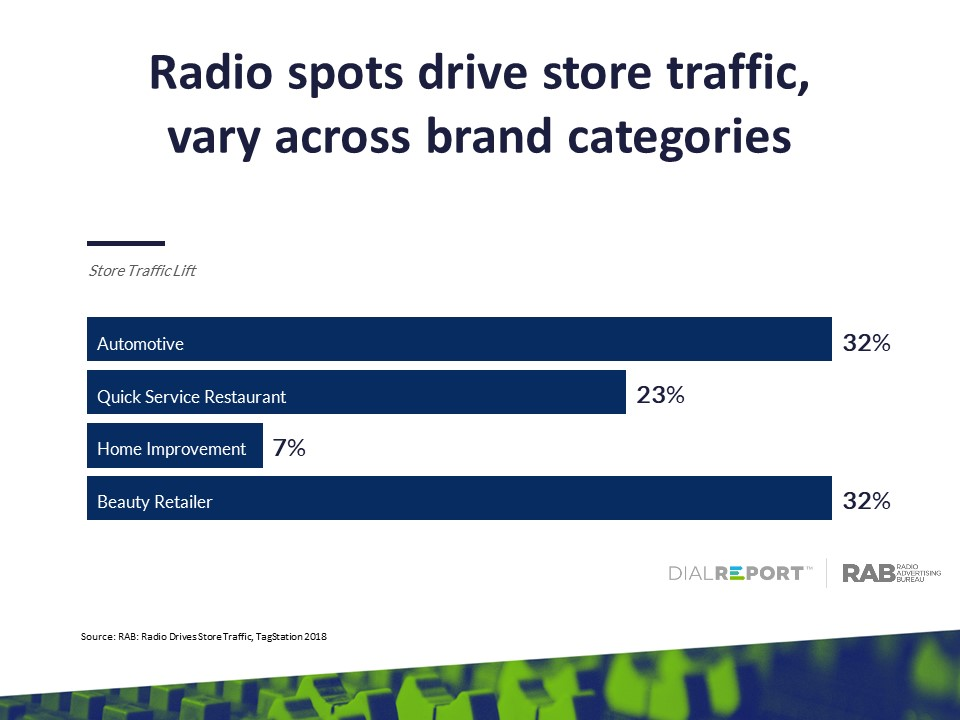 Radio spots drive store traffic,
vary across brand categories
Store Traffic Lift
Automotive 32%
Quick Service Restaurant 23%
Home Improvement 7%
Beauty Retailer 32%
DIALREPORT™
RAB RADIO
ADVERTISING
BUREAU
Source: RAB: Radio Drives Store Traffic, TagStation 2018